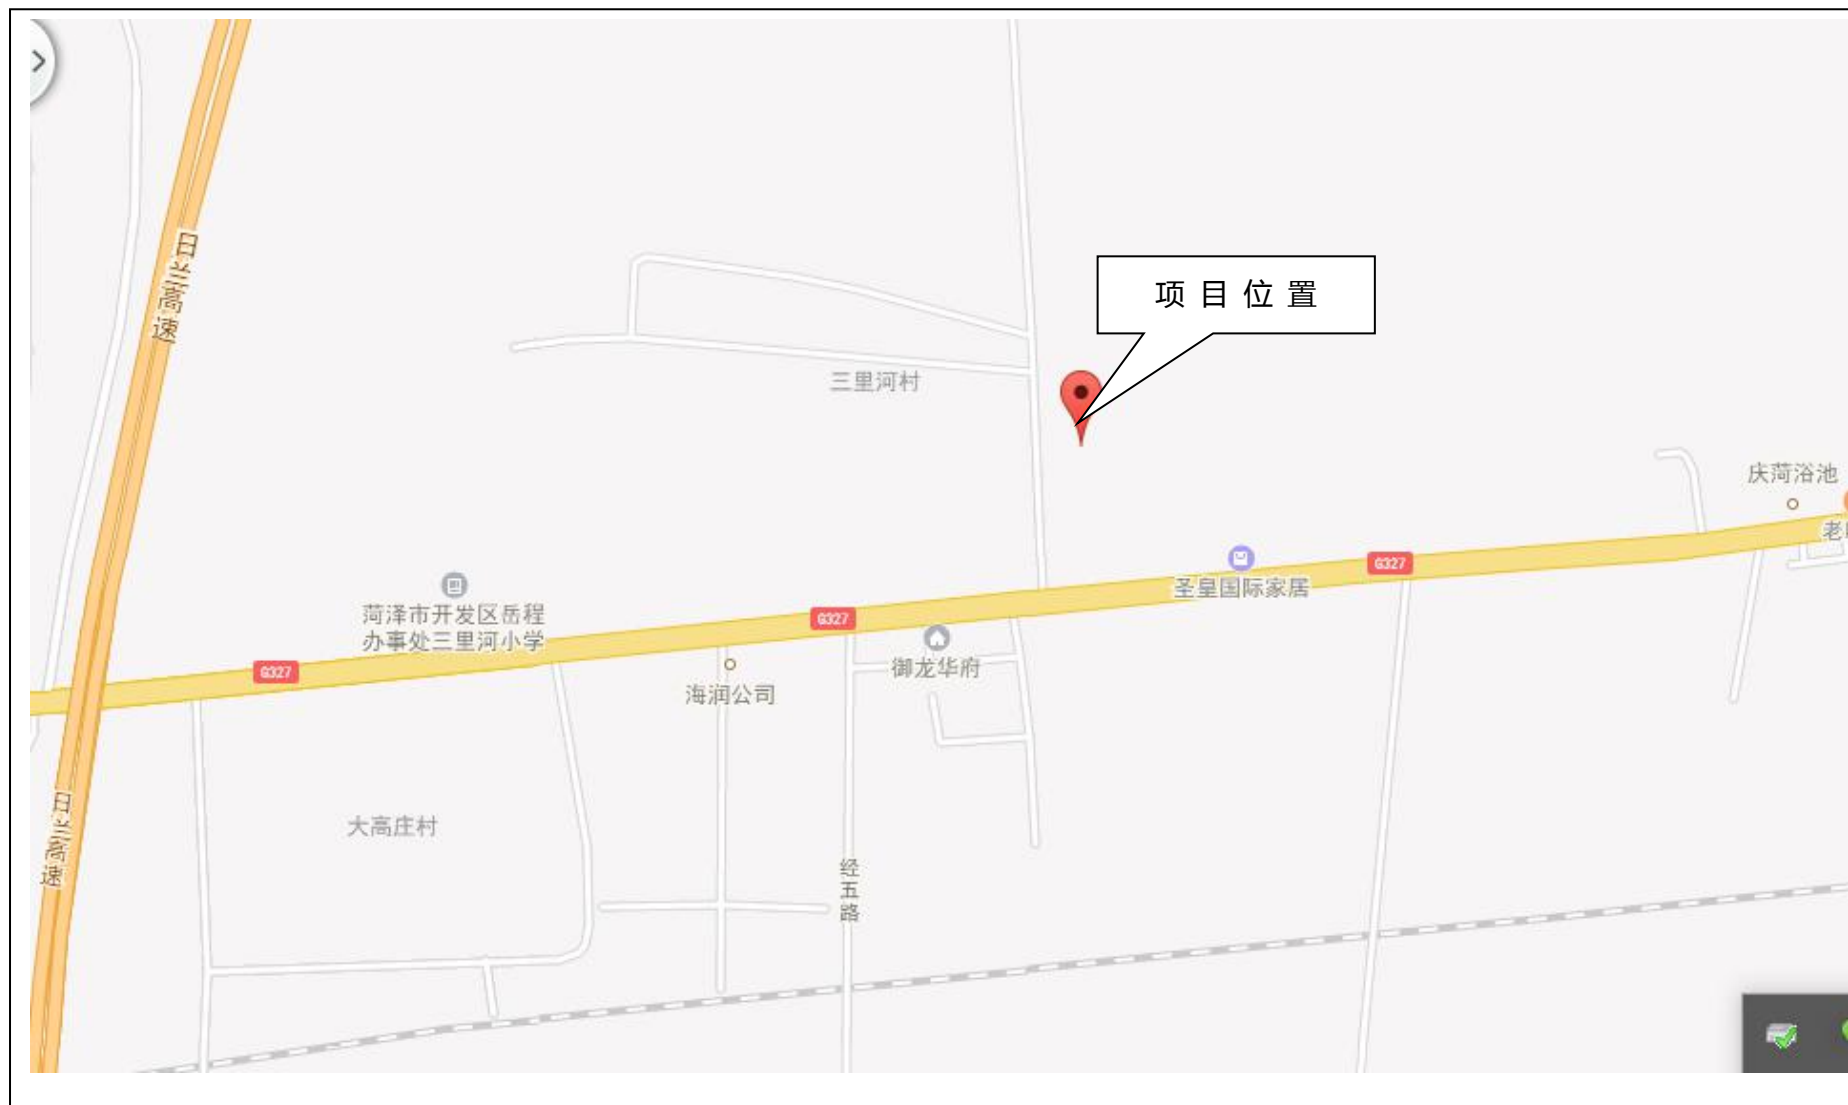 日兰高速
项目位置
三里河村
庆菏浴池
老
G327
圣皇国际家居
菏泽市开发区岳程
办事处三里河小学
G327
御龙华府
G327
海润公司
日兰高速
大高庄村
经五路